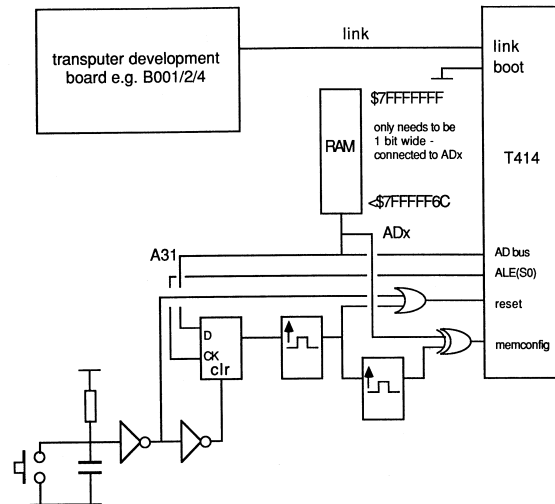 transputer development
board e.g. B001/2/4
link
link
boot
$7FFFFFFF
only needs to be
1 bit wide -
connected to ADx
RAM
T414
<$7FFFFF6C
ADx
A31
AD bus
ALE(S0)
reset
D
CK
clr
memconfig